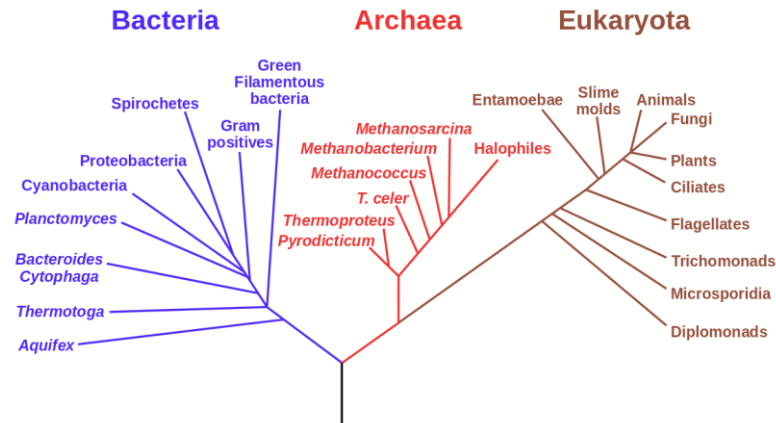 Bacteria
Archaea
Eukaryota
Green
Filamentous
bacteria
Spirochetes
Gram
positives
Proteobacteria
Cyanobacteria
Planctomyces
Bacteroides
Cytophaga
Thermotoga
Aquifex
Methanosarcina
Methanobacterium
Halophiles
Methanococcus
T. celer
Thermoproteus
Pyrodicticum
Entamoebae
Slime
molds
Animals
Fungi
Plants
Ciliates
Flagellates
Trichomonads
Microsporidia
Diplomonads